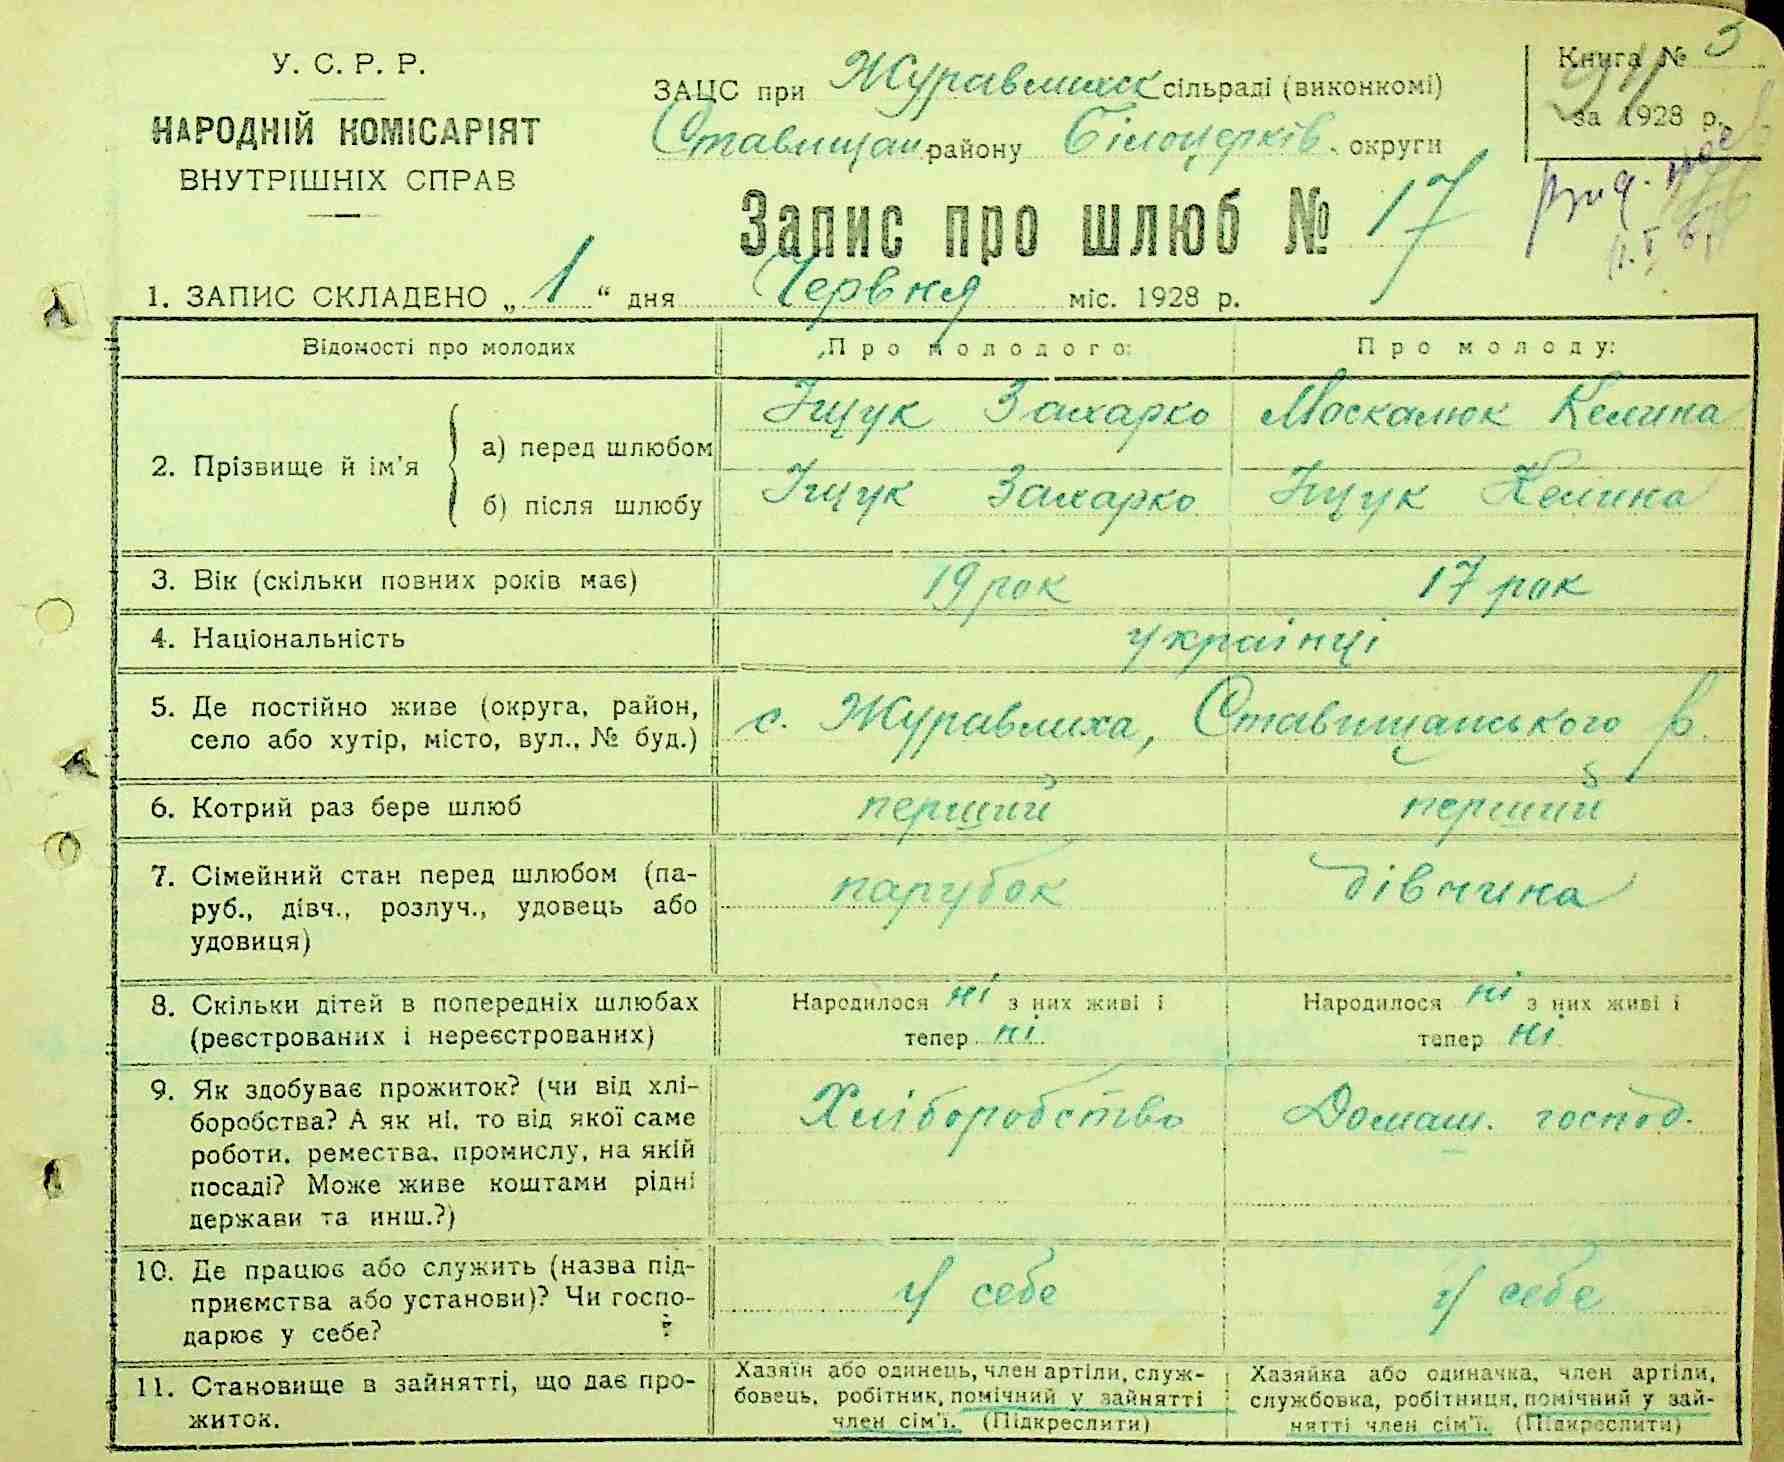 У. С. Р. Р.
НАРОДНІЙ КОМІСАРІЯТ
ВНУТРІШНІХ СПРАВ
ЗАЦС при Журавлиск сільраді (виконкомі)
Ставищан. району Білоцерків. округи
Книга № 3
за 1928 р.
Запис про шлюб № 17
1. ЗАПИС СКЛАДЕНО „ 1 “ дня Червня міс. 1928 р.
Відомості про молодих
Про молодого:
Про молоду:
2. Прізвище й ім'я
а) перед шлюбом
Іщук Захарко
Москалюк Келина
б) після шлюбу
Іщук Захарко
Іщук Келина
3. Вік (скільки повних років має)
19 рок
17 рок
4. Національність
українці
5. Де постійно живе (округа, район,
село або хутір, місто, вул., № буд.)
с. Журавлиха, Ставищанського р.
6. Котрий раз бере шлюб
перший
перший
7. Сімейний стан перед шлюбом (па-
руб., дівч., розлуч., удовець або
удовиця)
парубок
дівчина
8. Скільки дітей в попередніх шлюбах
(реєстрованих і нереєстрованих)
Народилося ні з них живі і
тепер ні
Народилося ні з них живі і
тепер ні
9. Як здобуває прожиток? (чи від хлі-
боробства? А як ні, то від якої саме
роботи, ремества, промислу, на якій
посаді? Може живе коштами рідні
держави та инш.?)
Хліборобство
Домаш. господ.
10. Де працює або служить (назва під-
приємства або установи)? Чи госпо-
дарює у себе?
У себе
У себе
11. Становище в зайнятті, що дає про-
житок.
Хазяїн або одинець, член артіли, служ-
бовець, робітник, помічний у зайнятті
член сім'ї. (Підкреслити)
Хазяйка або одиначка, член артіли,
службовка, робітниця, помічний у зай-
нятті член сім'ї. (Підкреслити)